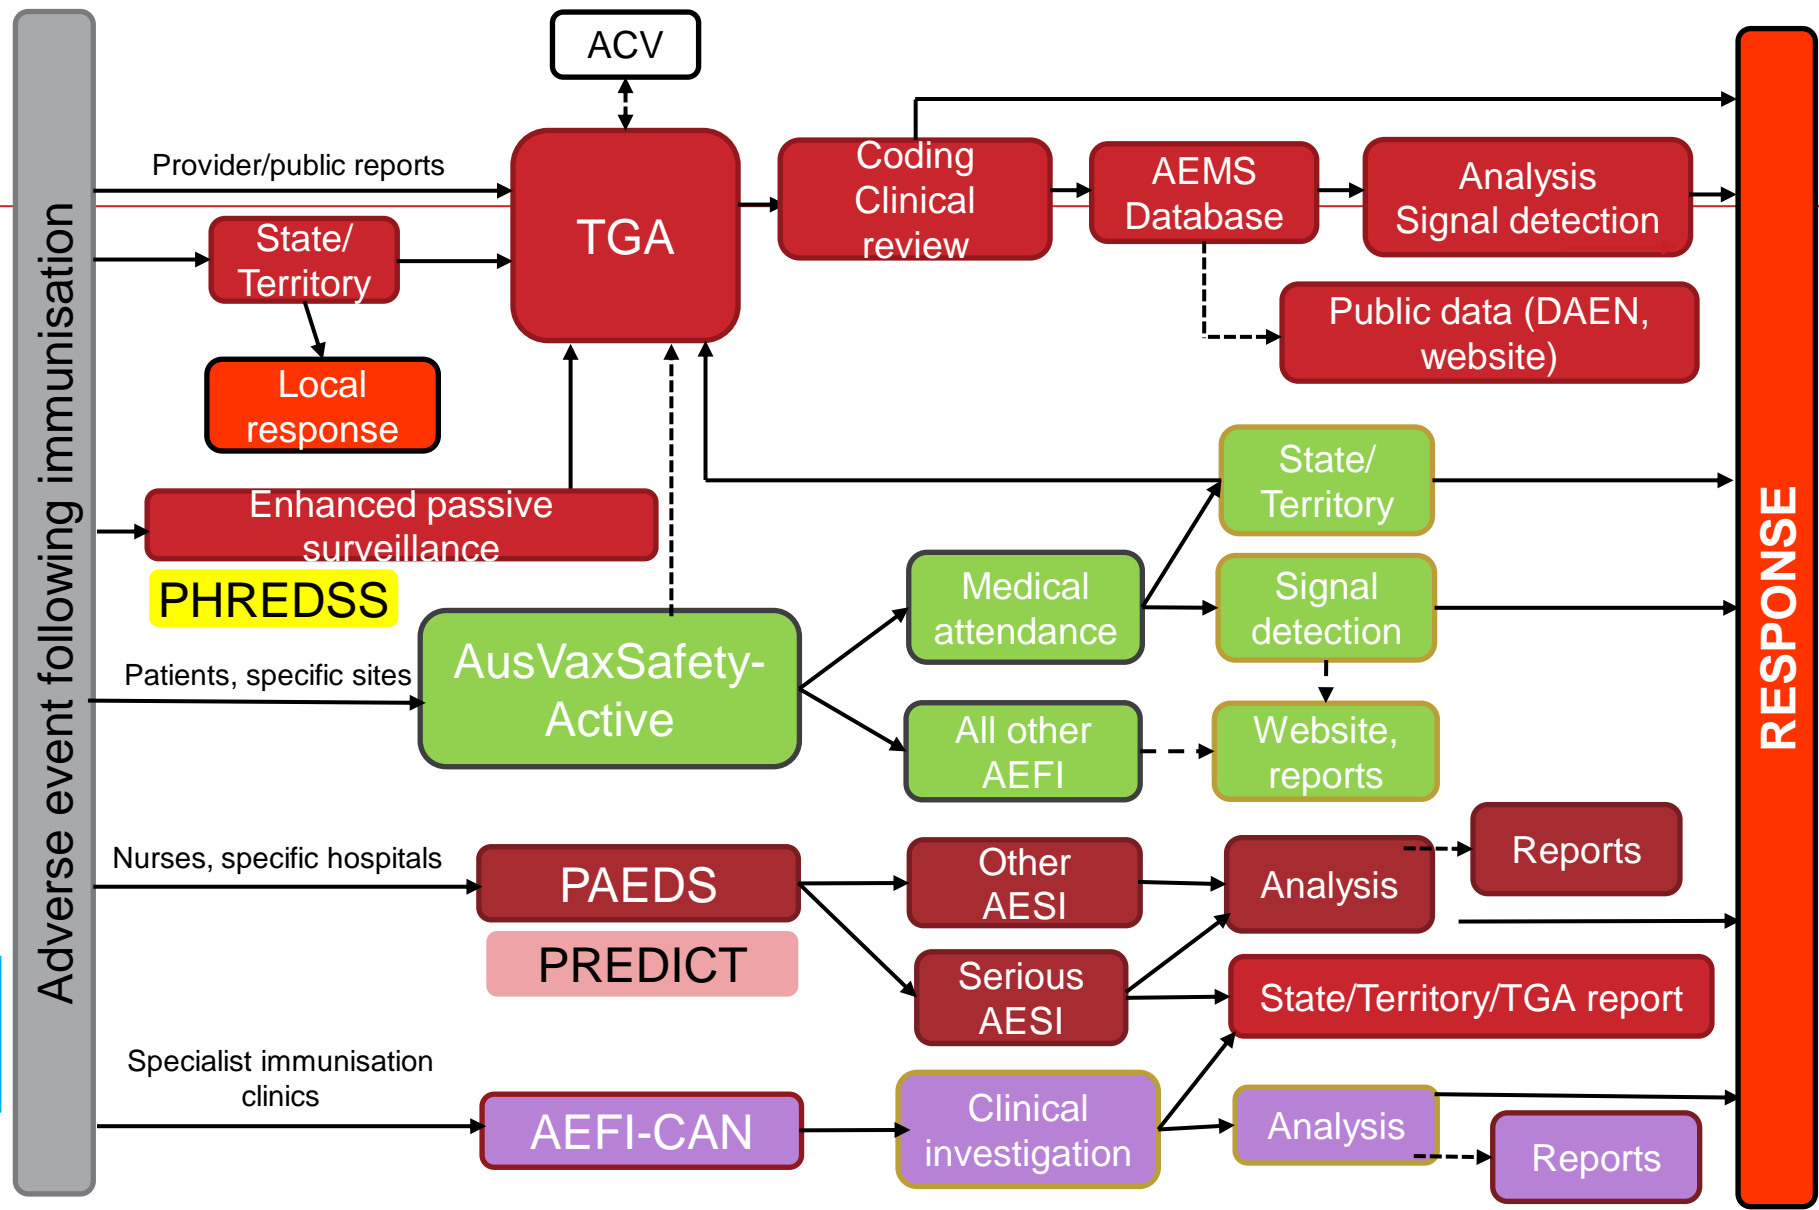 Adverse event following immunisation
ACV
Provider/public reports
TGA
Coding
Clinical
review
AEMS
Database
Analysis
Signal detection
State/
Territory
Public data (DAEN,
website)
Local
response
State/
Territory
Enhanced passive
surveillance
PHREDSS
Medical
attendance
Signal
detection
Patients, specific sites
AusVaxSafety-
Active
All other
AEFI
Website,
reports
Nurses, specific hospitals
PAEDS
Other
AESI
Analysis
Reports
PREDICT
Serious
AESI
State/Territory/TGA report
Specialist immunisation
clinics
AEFI-CAN
Clinical
investigation
Analysis
Reports
RESPONSE